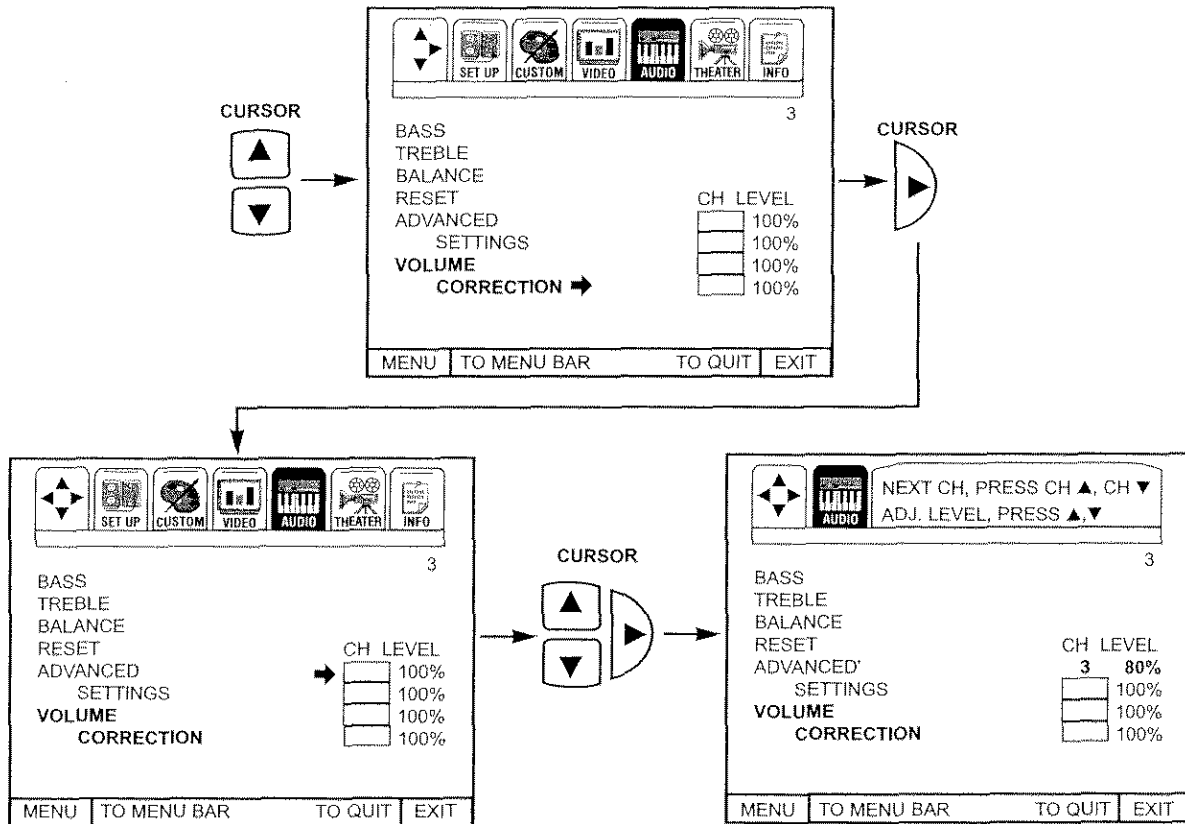 SET UP CUSTOM VIDEO AUDIO THEATER INFO
3
CURSOR
BASS
TREBLE
BALANCE
RESET
CH LEVEL
ADVANCED 100%
SETTINGS 100%
VOLUME 100%
CORRECTION 100%
MENU TO MENU BAR TO QUIT EXIT
CURSOR
SET UP CUSTOM VIDEO AUDIO THEATER INFO
3
BASS
TREBLE
BALANCE
RESET CH LEVEL
ADVANCED 100%
SETTINGS 100%
VOLUME 100%
CORRECTION 100%
MENU TO MENU BAR TO QUIT EXIT
CURSOR
AUDIO
NEXT CH, PRESS CH ▲, CH ▼
ADJ. LEVEL, PRESS ▲,▼
3
BASS
TREBLE
BALANCE
RESET CH LEVEL
ADVANCED' 3 80%
SETTINGS 100%
VOLUME 100%
CORRECTION 100%
MENU TO MENU BAR TO QUIT EXIT